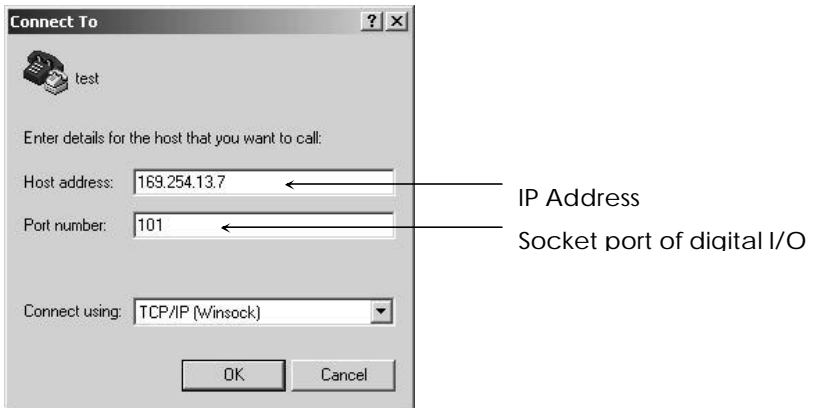 Connect To
test
Enter details for the host that you want to call:
Host address: 169.254.13.7
IP Address
Port number: 101
Socket port of digital I/O
Connect using: TCP/IP (Winsock)
OK Cancel